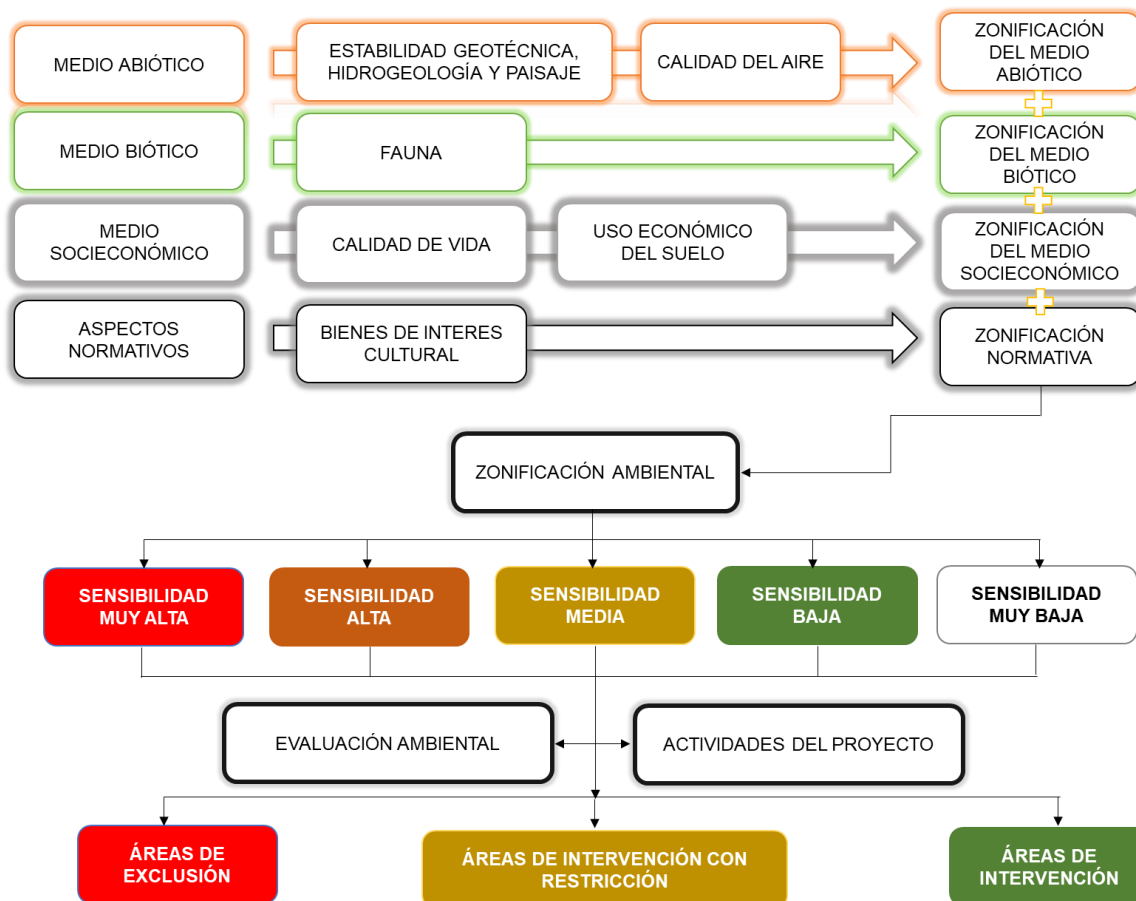 MEDIO ABIÓTICO
ESTABILIDAD GEOTÉCNICA,
HIDROGEOLOGÍA Y PAISAJE
CALIDAD DEL AIRE
ZONIFICACIÓN
DEL MEDIO
ABIÓTICO
MEDIO BIÓTICO
FAUNA
ZONIFICACIÓN
DEL MEDIO
BIÓTICO
MEDIO
SOCIECONÓMICO
CALIDAD DE VIDA
USO ECONÓMICO
DEL SUELO
ZONIFICACIÓN
DEL MEDIO
SOCIECONÓMICO
ASPECTOS
NORMATIVOS
BIENES DE INTERES
CULTURAL
ZONIFICACIÓN
NORMATIVA
ZONIFICACIÓN AMBIENTAL
SENSIBILIDAD
MUY ALTA
SENSIBILIDAD
ALTA
SENSIBILIDAD
MEDIA
SENSIBILIDAD
BAJA
SENSIBILIDAD
MUY BAJA
EVALUACIÓN AMBIENTAL
ACTIVIDADES DEL PROYECTO
ÁREAS DE
EXCLUSIÓN
ÁREAS DE INTERVENCIÓN CON
RESTRICCIÓN
ÁREAS DE
INTERVENCIÓN